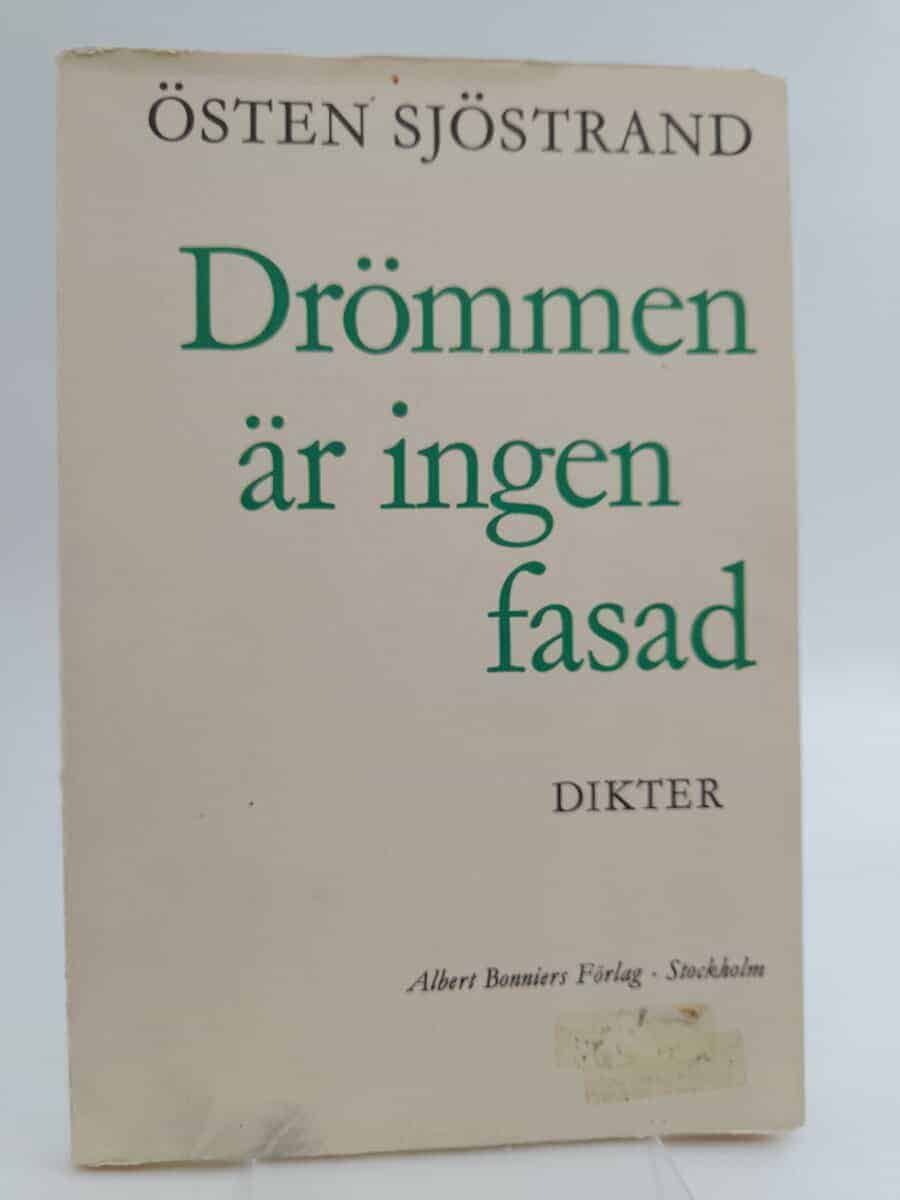 ÖSTEN SJÖSTRAND
Drömmen
är ingen
fasad
DIKTER
Albert Bonniers Förlag · Stockholm